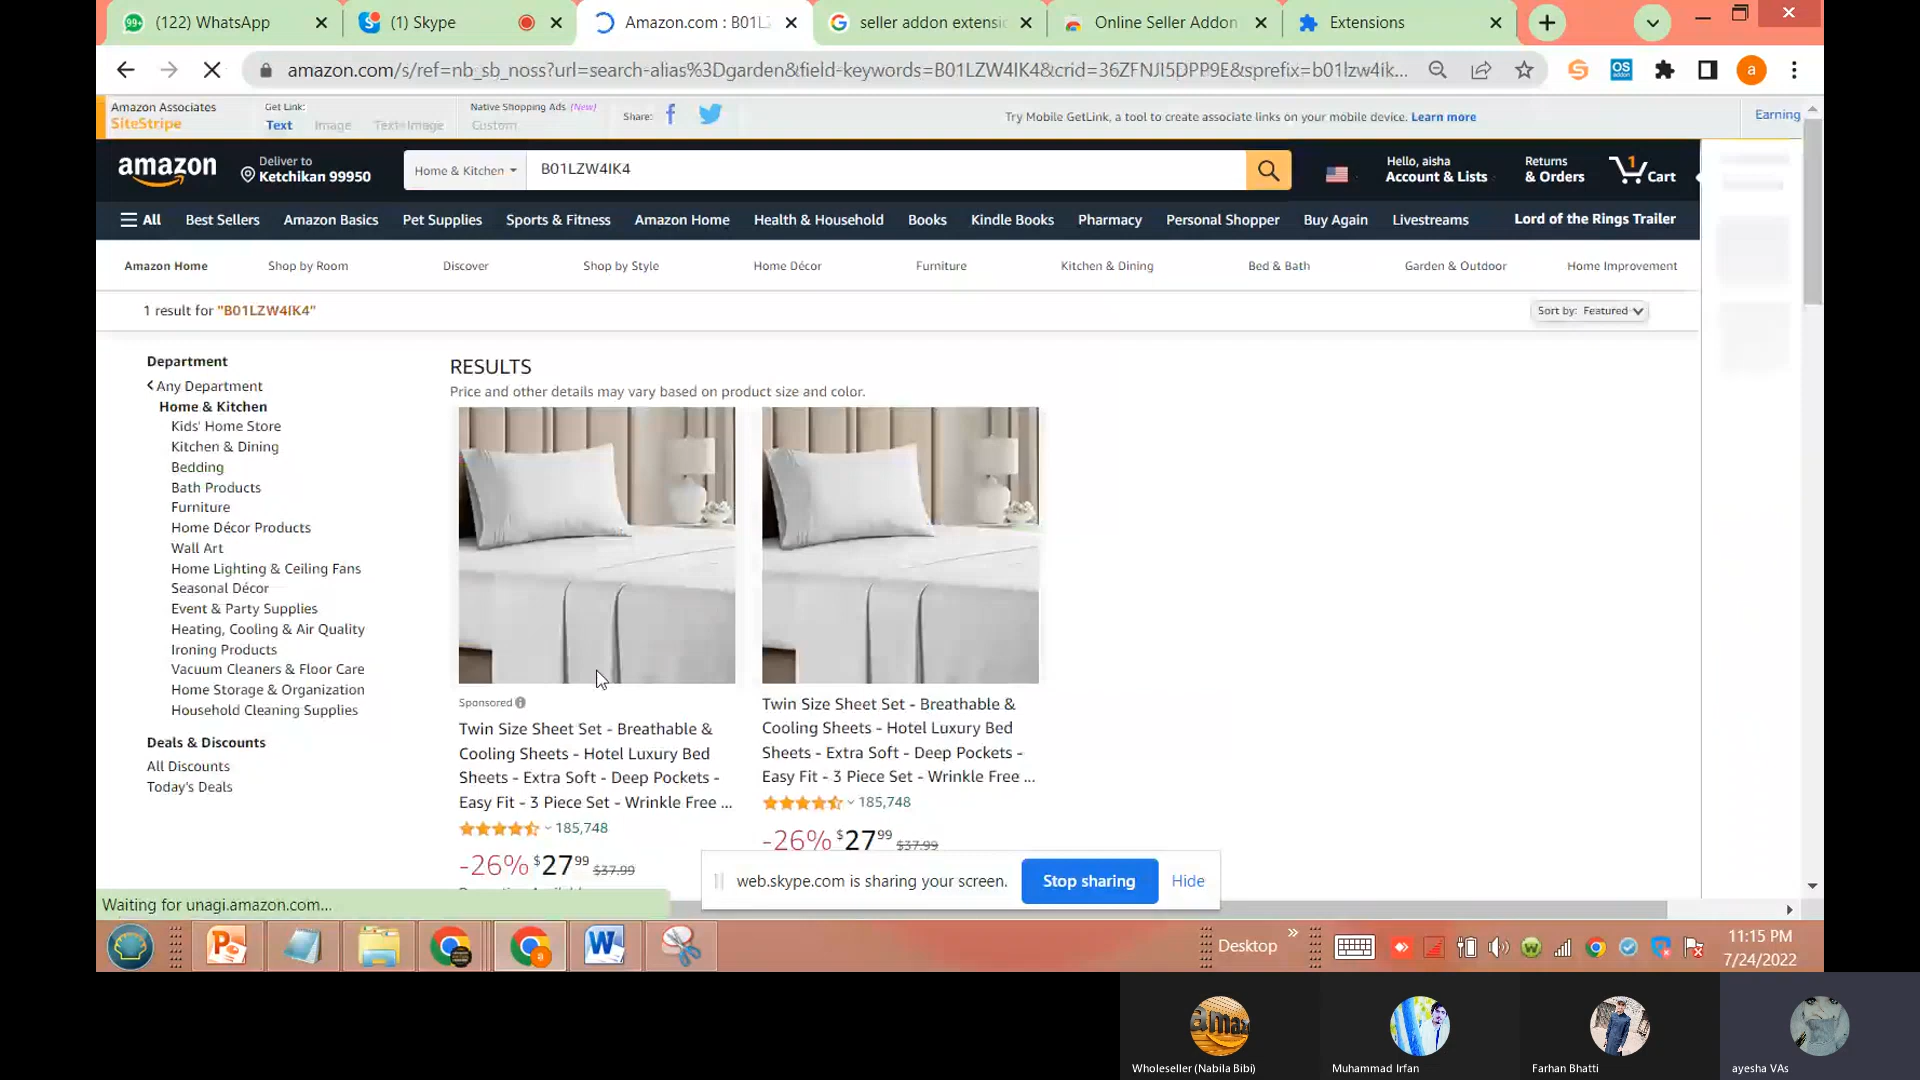 99+ (122) WhatsApp
(1) Skype
Amazon.com : B01L
seller addon extensi
Online Seller Addon
Extensions
amazon.com/s/ref=nb_sb_noss?url=search-alias%3Dgarden&field-keywords=B01LZW4IK4&crid=36ZFNJI5DPP9E&sprefix=b01lzw4ik...
OS
a
Amazon Associates
SiteStripe
Get Link:
Text Image Text+Image
Native Shopping Ads (New)
Custom
Share:
Try Mobile GetLink, a tool to create associate links on your mobile device. Learn more
Earning
amazon
Deliver to
Ketchikan 99950
Home & Kitchen
B01LZW4IK4
Hello, aisha
Account & Lists
Returns
& Orders
1
Cart
All Best Sellers Amazon Basics Pet Supplies Sports & Fitness Amazon Home Health & Household Books Kindle Books Pharmacy Personal Shopper Buy Again Livestreams Lord of the Rings Trailer
Amazon Home Shop by Room Discover Shop by Style Home Décor Furniture Kitchen & Dining Bed & Bath Garden & Outdoor Home Improvement
1 result for "B01LZW4IK4"
Sort by: Featured
Department
Any Department
Home & Kitchen
Kids' Home Store
Kitchen & Dining
Bedding
Bath Products
Furniture
Home Décor Products
Wall Art
Home Lighting & Ceiling Fans
Seasonal Décor
Event & Party Supplies
Heating, Cooling & Air Quality
Ironing Products
Vacuum Cleaners & Floor Care
Home Storage & Organization
Household Cleaning Supplies
Deals & Discounts
All Discounts
Today's Deals
RESULTS
Price and other details may vary based on product size and color.
Sponsored
Twin Size Sheet Set - Breathable &
Cooling Sheets - Hotel Luxury Bed
Sheets - Extra Soft - Deep Pockets -
Easy Fit - 3 Piece Set - Wrinkle Free ...
185,748
-26% $27 99 $37.99
Twin Size Sheet Set - Breathable &
Cooling Sheets - Hotel Luxury Bed
Sheets - Extra Soft - Deep Pockets -
Easy Fit - 3 Piece Set - Wrinkle Free ...
185,748
-26% $27 99 $37.99
web.skype.com is sharing your screen.
Stop sharing
Hide
Waiting for unagi.amazon.com...
Desktop
11:15 PM
7/24/2022
Wholeseller (Nabila Bibi)
Muhammad Irfan
Farhan Bhatti
ayesha VAs